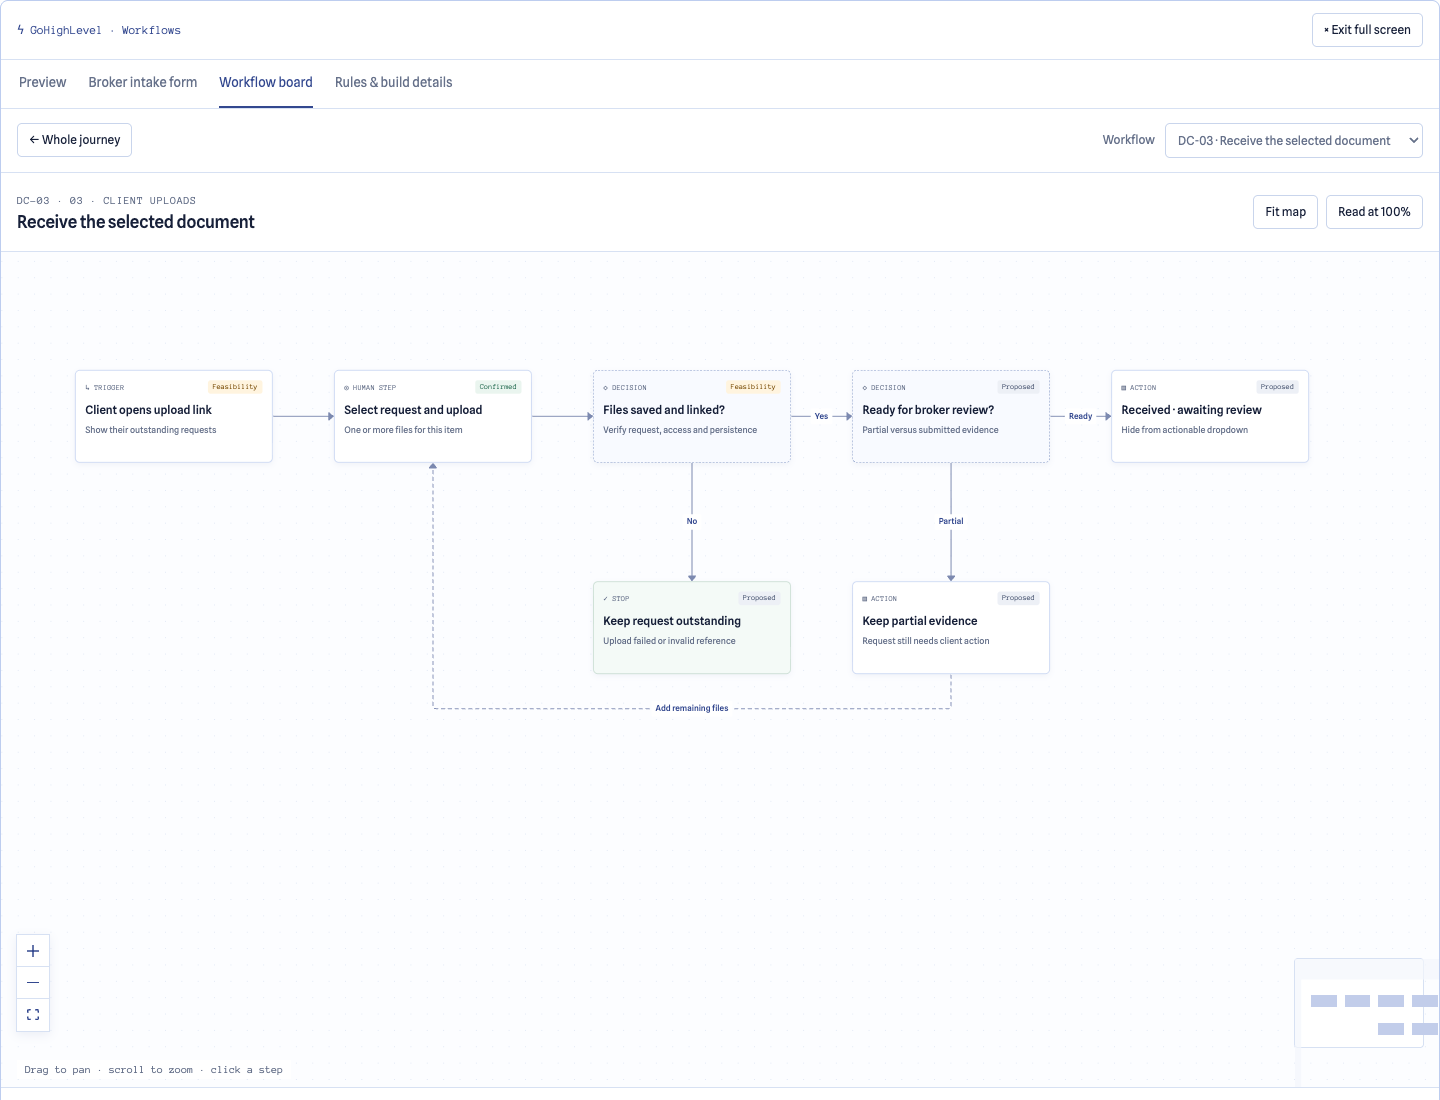 ϟ GoHighLevel · Workflows
× Exit full screen
Preview
Broker intake form
Workflow board
Rules & build details
← Whole journey
Workflow
DC-03 · Receive the selected document
DC-03 · 03 · CLIENT UPLOADS
Receive the selected document
Fit map
Read at 100%
↳ TRIGGER
Feasibility
Client opens upload link
Show their outstanding requests
◎ HUMAN STEP
Confirmed
Select request and upload
One or more files for this item
◇ DECISION
Feasibility
Files saved and linked?
Verify request, access and persistence
Yes
◇ DECISION
Proposed
Ready for broker review?
Partial versus submitted evidence
Ready
▤ ACTION
Proposed
Received · awaiting review
Hide from actionable dropdown
No
Partial
✓ STOP
Proposed
Keep request outstanding
Upload failed or invalid reference
▤ ACTION
Proposed
Keep partial evidence
Request still needs client action
Add remaining files
Drag to pan · scroll to zoom · click a step